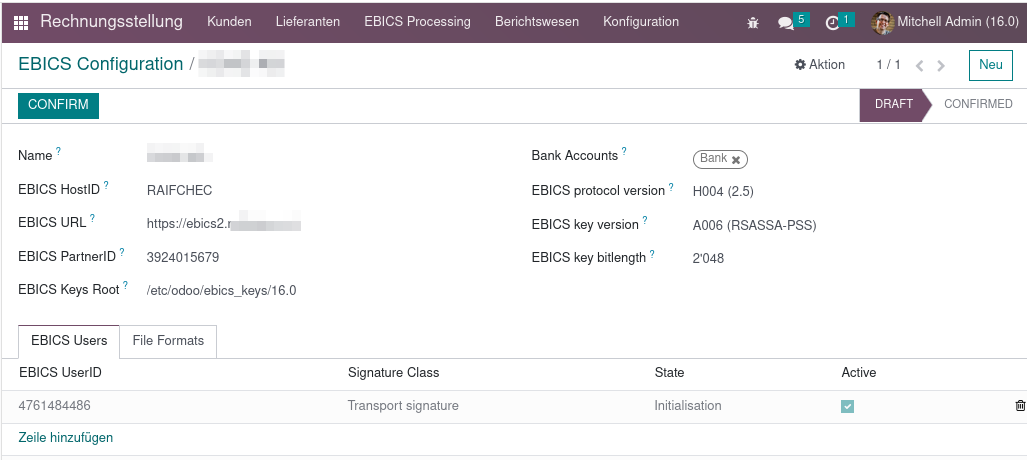 Rechnungsstellung Kunden Lieferanten EBICS Processing Berichtswesen Konfiguration 5 1 Mitchell Admin (16.0)
EBICS Configuration / Aktion 1 / 1 Neu
CONFIRM DRAFT CONFIRMED
Name ? Bank Accounts ? Bank
EBICS HostID ? RAIFCHEC EBICS protocol version ? H004 (2.5)
EBICS URL ? https://ebics2. EBICS key version ? A006 (RSASSA-PSS)
EBICS PartnerID ? 3924015679 EBICS key bitlength ? 2'048
EBICS Keys Root ? /etc/odoo/ebics_keys/16.0
EBICS Users File Formats
EBICS UserID Signature Class State Active
4761484486 Transport signature Initialisation
Zeile hinzufügen